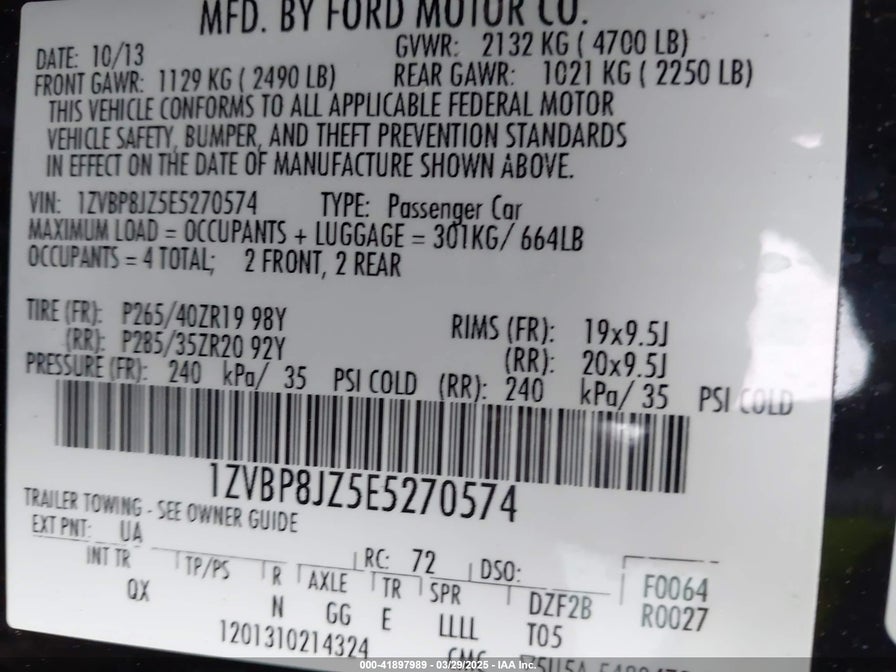 MFD. BY FORD MOTOR CO.
DATE: 10/13 GVWR: 2132 KG ( 4700 LB)
FRONT GAWR: 1129 KG ( 2490 LB) REAR GAWR: 1021 KG ( 2250 LB)
THIS VEHICLE CONFORMS TO ALL APPLICABLE FEDERAL MOTOR
VEHICLE SAFETY, BUMPER, AND THEFT PREVENTION STANDARDS
IN EFFECT ON THE DATE OF MANUFACTURE SHOWN ABOVE.
VIN: 1ZVBP8JZ5E5270574 TYPE: Passenger Car
MAXIMUM LOAD = OCCUPANTS + LUGGAGE = 301KG/ 664LB
OCCUPANTS = 4 TOTAL; 2 FRONT, 2 REAR
TIRE (FR): P265/40ZR19 98Y RIMS (FR): 19x9.5J
(RR): P285/35ZR20 92Y (RR): 20x9.5J
PRESSURE (FR): 240 kPa/ 35 PSI COLD (RR): 240 kPa/ 35 PSI COLD
1ZVBP8JZ5E5270574
TRAILER TOWING - SEE OWNER GUIDE
EXT PNT: UA RC: 72 DSO: F0064
INT TR TP/PS R AXLE TR SPR R0027
QX N GG E LLLL DZF2B
T05
1201310214324
000-41897989 - 03/29/2025 - IAA Inc.